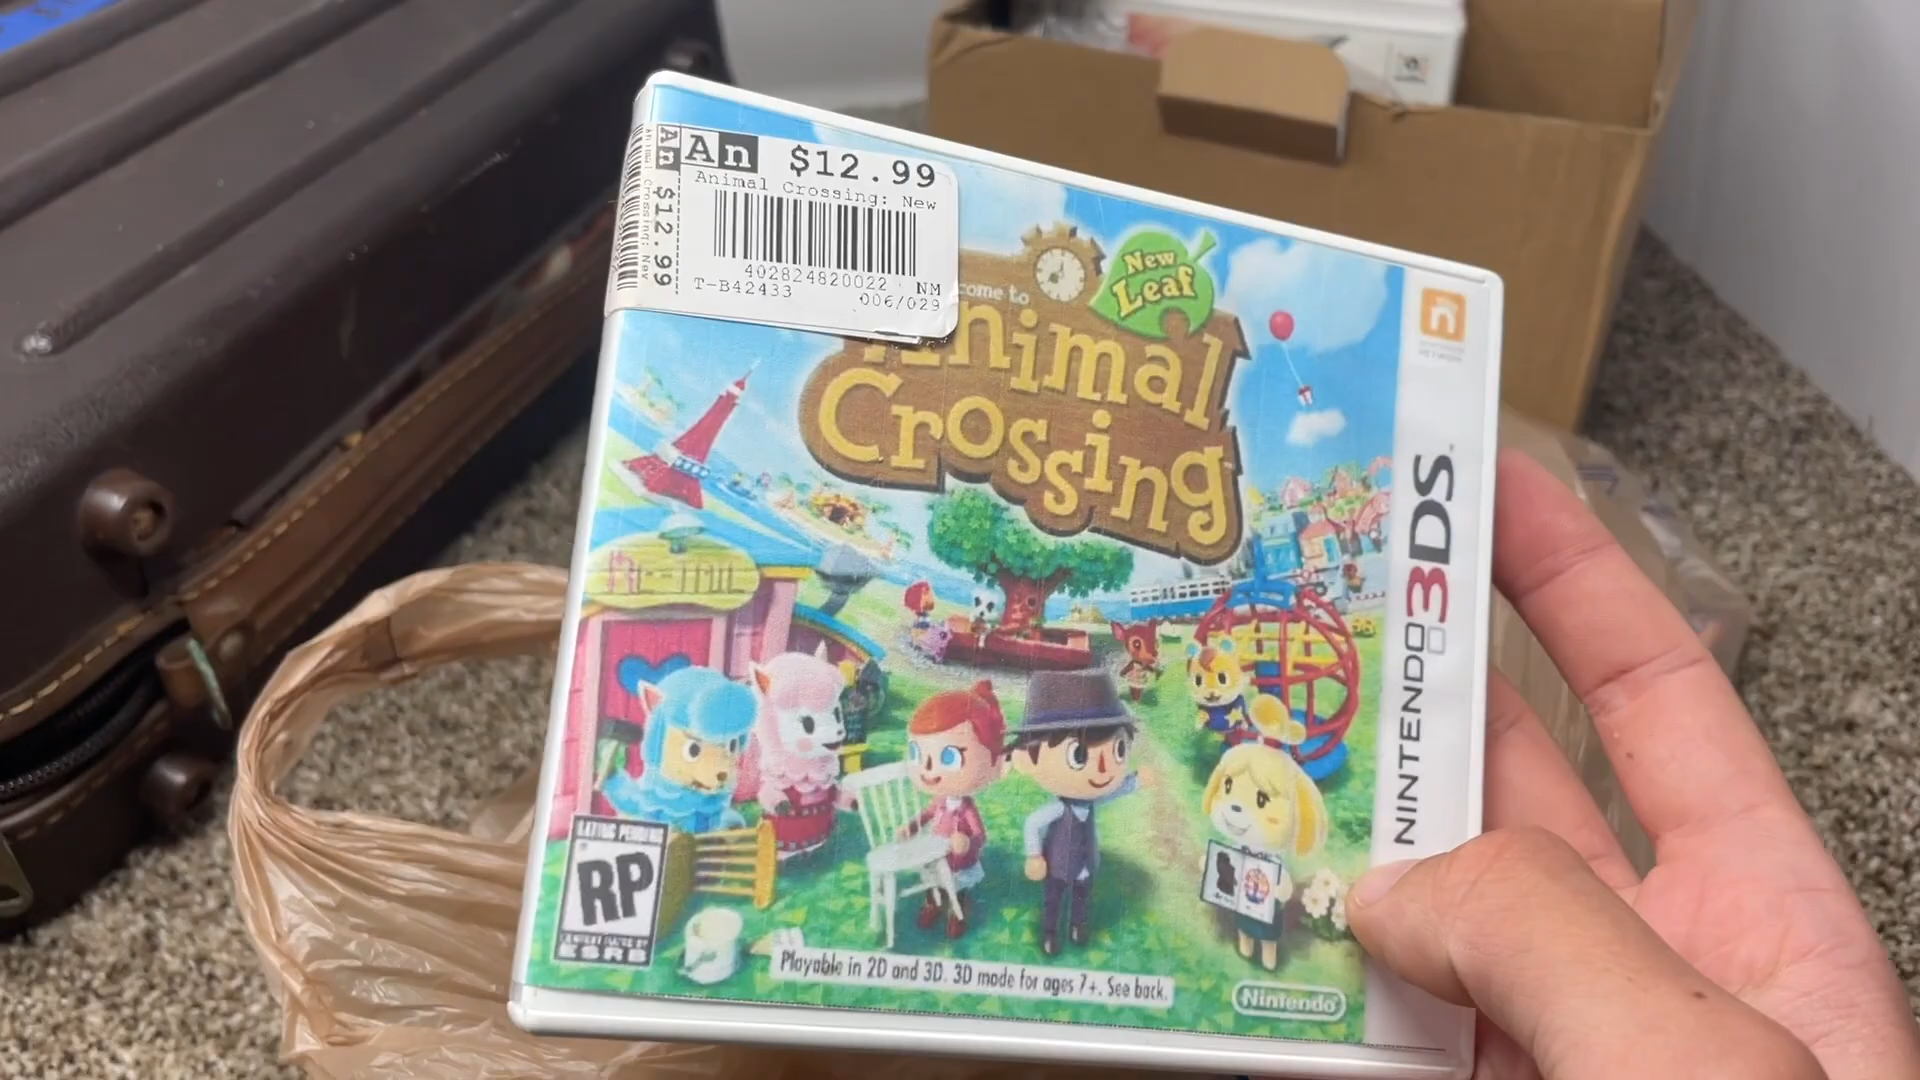 An $12.99
Animal Crossing: New
402824820022 NM
T-B42433 006/029
An $12.99
Animal Crossing: New
come to
New
Leaf
Animal
Crossing
NINTENDO 3DS
RATING PENDING
RP
ESRB
Playable in 2D and 3D. 3D mode for ages 7+. See back.
Nintendo